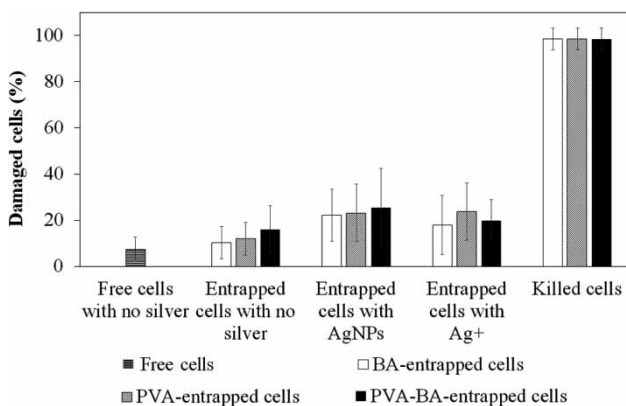 Damaged cells (%)
100
80
60
40
20
0
Free cells
with no silver
Entrapped
cells with no
silver
Entrapped
cells with
AgNPs
Entrapped
cells with
Ag+
Killed cells
Free cells
BA-entrapped cells
PVA-entrapped cells
PVA-BA-entrapped cells